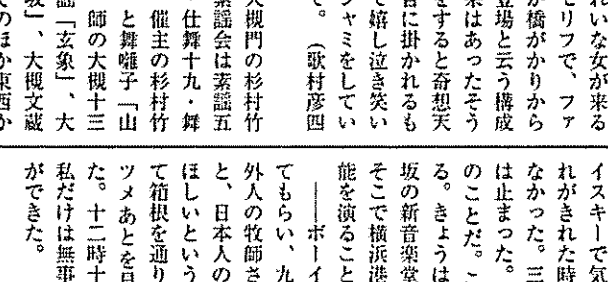 れいな女が来る
セリフで、ファ
が橋がかりから
登場と云う構成
来はあったそう
をすると奇想天
に掛かれるも
て嬉し泣き笑い
シャミをしてい
で。（歌村彦四
大槻門の杉村竹
素謡会は素謡五
・仕舞十九・舞
催主の杉村竹
と舞囃子「山
師の大槻十三
謡「玄象」、大
坂」、大槻文蔵
のほか東西か
イスキーで気
れがきれた時
なかった。三
は止まった。
のことだ。こ
る。きょうは
坂の新音楽堂
そこで横浜港
能を演ること
――ボーイ
てもらい、九
外人の牧師さ
と、日本人の
ほしいという
て箱根を通り
ツメあとを
た。十二時十
私だけは無事
ができた。